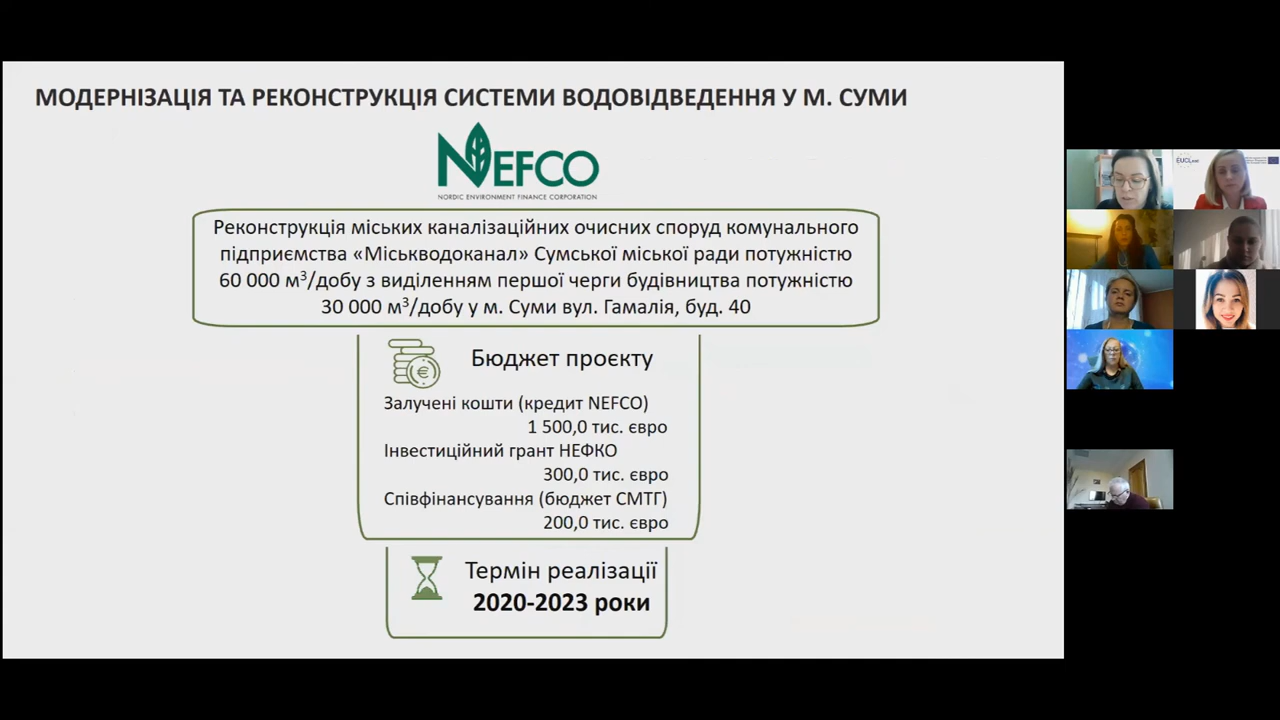 МОДЕРНІЗАЦІЯ ТА РЕКОНСТРУКЦІЯ СИСТЕМИ ВОДОВІДВЕДЕННЯ У М. СУМИ
NEFCO
NORDIC ENVIRONMENT FINANCE CORPORATION
Реконструкція міських каналізаційних очисних споруд комунального
підприємства «Міськводоканал» Сумської міської ради потужністю
60 000 м³/добу з виділенням першої черги будівництва потужністю
30 000 м³/добу у м. Суми вул. Гамалія, буд. 40
Бюджет проєкту
Залучені кошти (кредит NEFCO)
1 500,0 тис. євро
Інвестиційний грант НЕФКО
300,0 тис. євро
Співфінансування (бюджет СМТГ)
200,0 тис. євро
Термін реалізації
2020-2023 роки